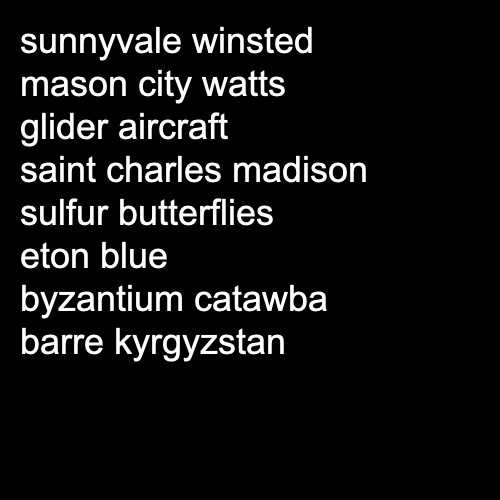 sunnyvale winsted
mason city watts
glider aircraft
saint charles madison
sulfur butterflies
eton blue
byzantium catawba
barre kyrgyzstan